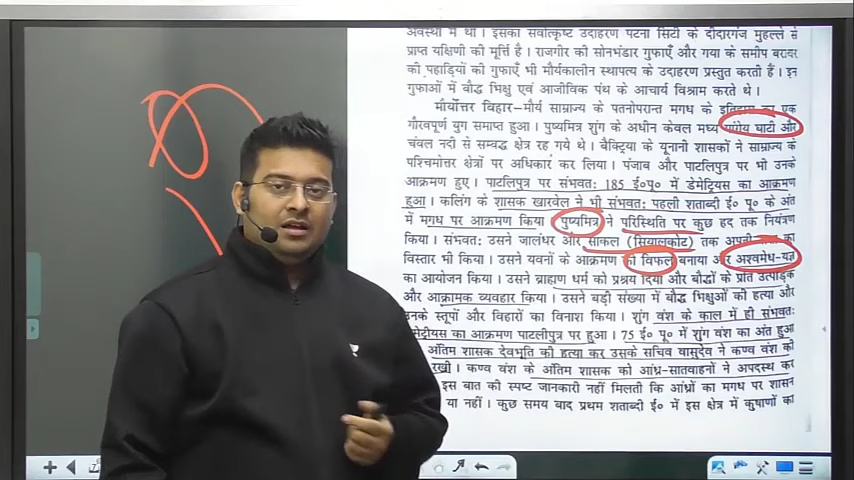 अवस्था में थी। इसका सर्वोत्कृष्ट उदाहरण पटना सिटी के दीदारगंज मुहल्ले से
प्राप्त यक्षिणी की मूर्त्ति है। राजगीर की सोनभंडार गुफाएँ और गया के समीप बराबर
की पहाड़ियों की गुफाएँ भी मौर्यकालीन स्थापत्य के उदाहरण प्रस्तुत करती हैं। इन
गुफाओं में बौद्ध भिक्षु एवं आजीविक पंथ के आचार्य विश्राम करते थे।
मौर्योत्तर बिहार–मौर्य साम्राज्य के पतनोपरान्त मगध के इतिहास का एक
गौरवपूर्ण युग समाप्त हुआ। पुष्यमित्र शुंग के अधीन केवल मध्य गांगेय घाटी और
चंवल नदी से सम्वद्ध क्षेत्र रह गये थे। बैक्ट्रिया के यूनानी शासकों ने साम्राज्य के
पश्चिमोत्तर क्षेत्रों पर अधिकार कर लिया। पंजाब और पाटलिपुत्र पर भी उनके
आक्रमण हुए। पाटलिपुत्र पर संभवत: 185 ई०पू० में डेमेट्रियस का आक्रमण
हुआ। कलिंग के शासक खारवेल ने भी संभवत: पहली शताब्दी ई० पू० के अंत
में मगध पर आक्रमण किया पुष्यमित्र ने परिस्थिति पर कुछ हद तक नियंत्रण
किया। संभवत: उसने जालंधर और साकल (सियालकोट) तक अपनी का
विस्तार भी किया। उसने यवनों के आक्रमण को विफल बनाया और अश्वमेध-यज्ञ
का आयोजन किया। उसने ब्राह्मण धर्म को प्रश्रय दिया और बौद्धों के प्रति उत्पीड़क
और आक्रामक व्यवहार किया। उसने बड़ी संख्या में बौद्ध भिक्षुओं की हत्या और
उनके स्तूपों और विहारों का विनाश किया। शुंग वंश के काल में ही संभवत:
मेट्रीयस का आक्रमण पाटलीपुत्र पर हुआ। 75 ई० पू० में शुंग वंश का अंत हुआ
अंतिम शासक देवभूति की हत्या कर उसके सचिव वासुदेव ने कण्व वंश की
रखी। कण्व वंश के अंतिम शासक को आंध्र-सातवाहनों ने अपदस्थ कर
इस बात की स्पष्ट जानकारी नहीं मिलती कि आंध्रों का मगध पर शासन
या नहीं। कुछ समय बाद प्रथम शताब्दी ई० में इस क्षेत्र में कुषाणों का